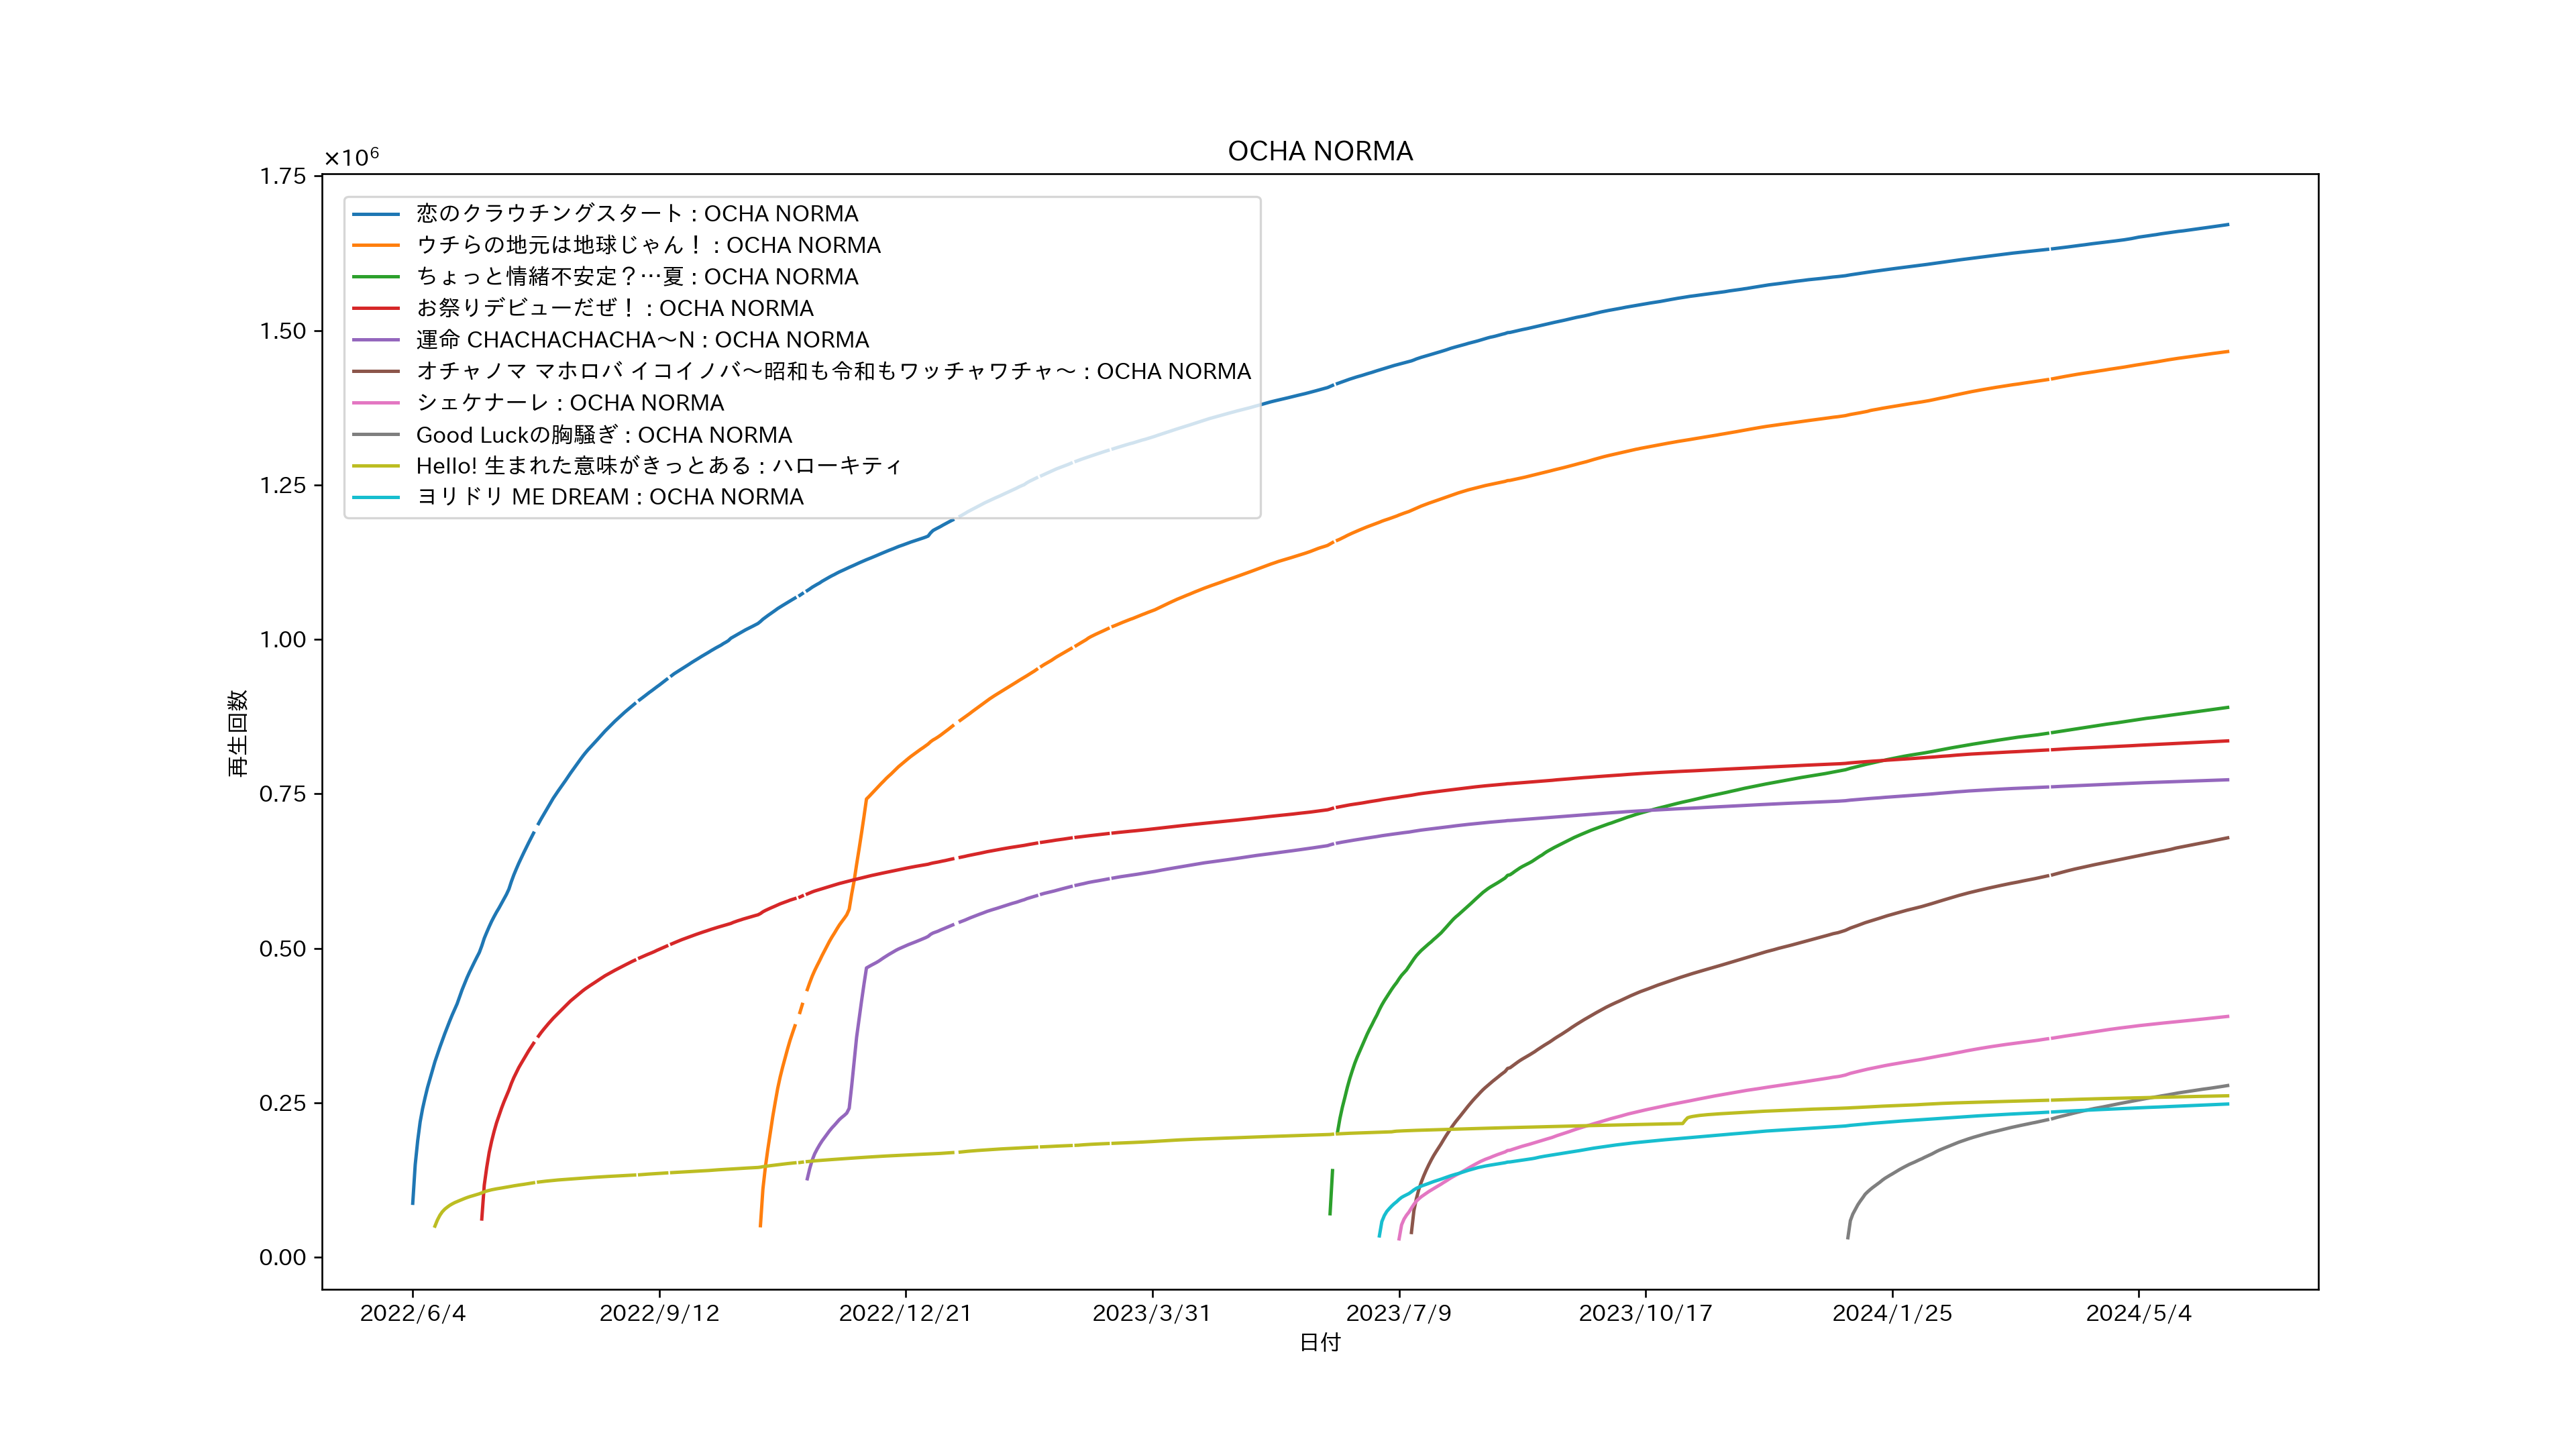 OCHA NORMA
×10⁶
1.75
1.50
1.25
1.00
0.75
0.50
0.25
0.00
再生回数
恋のクラウチングスタート : OCHA NORMA
ウチらの地元は地球じゃん！ : OCHA NORMA
ちょっと情緒不安定？…夏 : OCHA NORMA
お祭りデビューだぜ！ : OCHA NORMA
運命 CHACHACHACHA〜N : OCHA NORMA
オチャノマ マホロバ イコイノバ〜昭和も令和もワッチャワチャ〜 : OCHA NORMA
シェケナーレ : OCHA NORMA
Good Luckの胸騒ぎ : OCHA NORMA
Hello! 生まれた意味がきっとある : ハローキティ
ヨリドリ ME DREAM : OCHA NORMA
2022/6/4
2022/9/12
2022/12/21
2023/3/31
2023/7/9
2023/10/17
2024/1/25
2024/5/4
日付